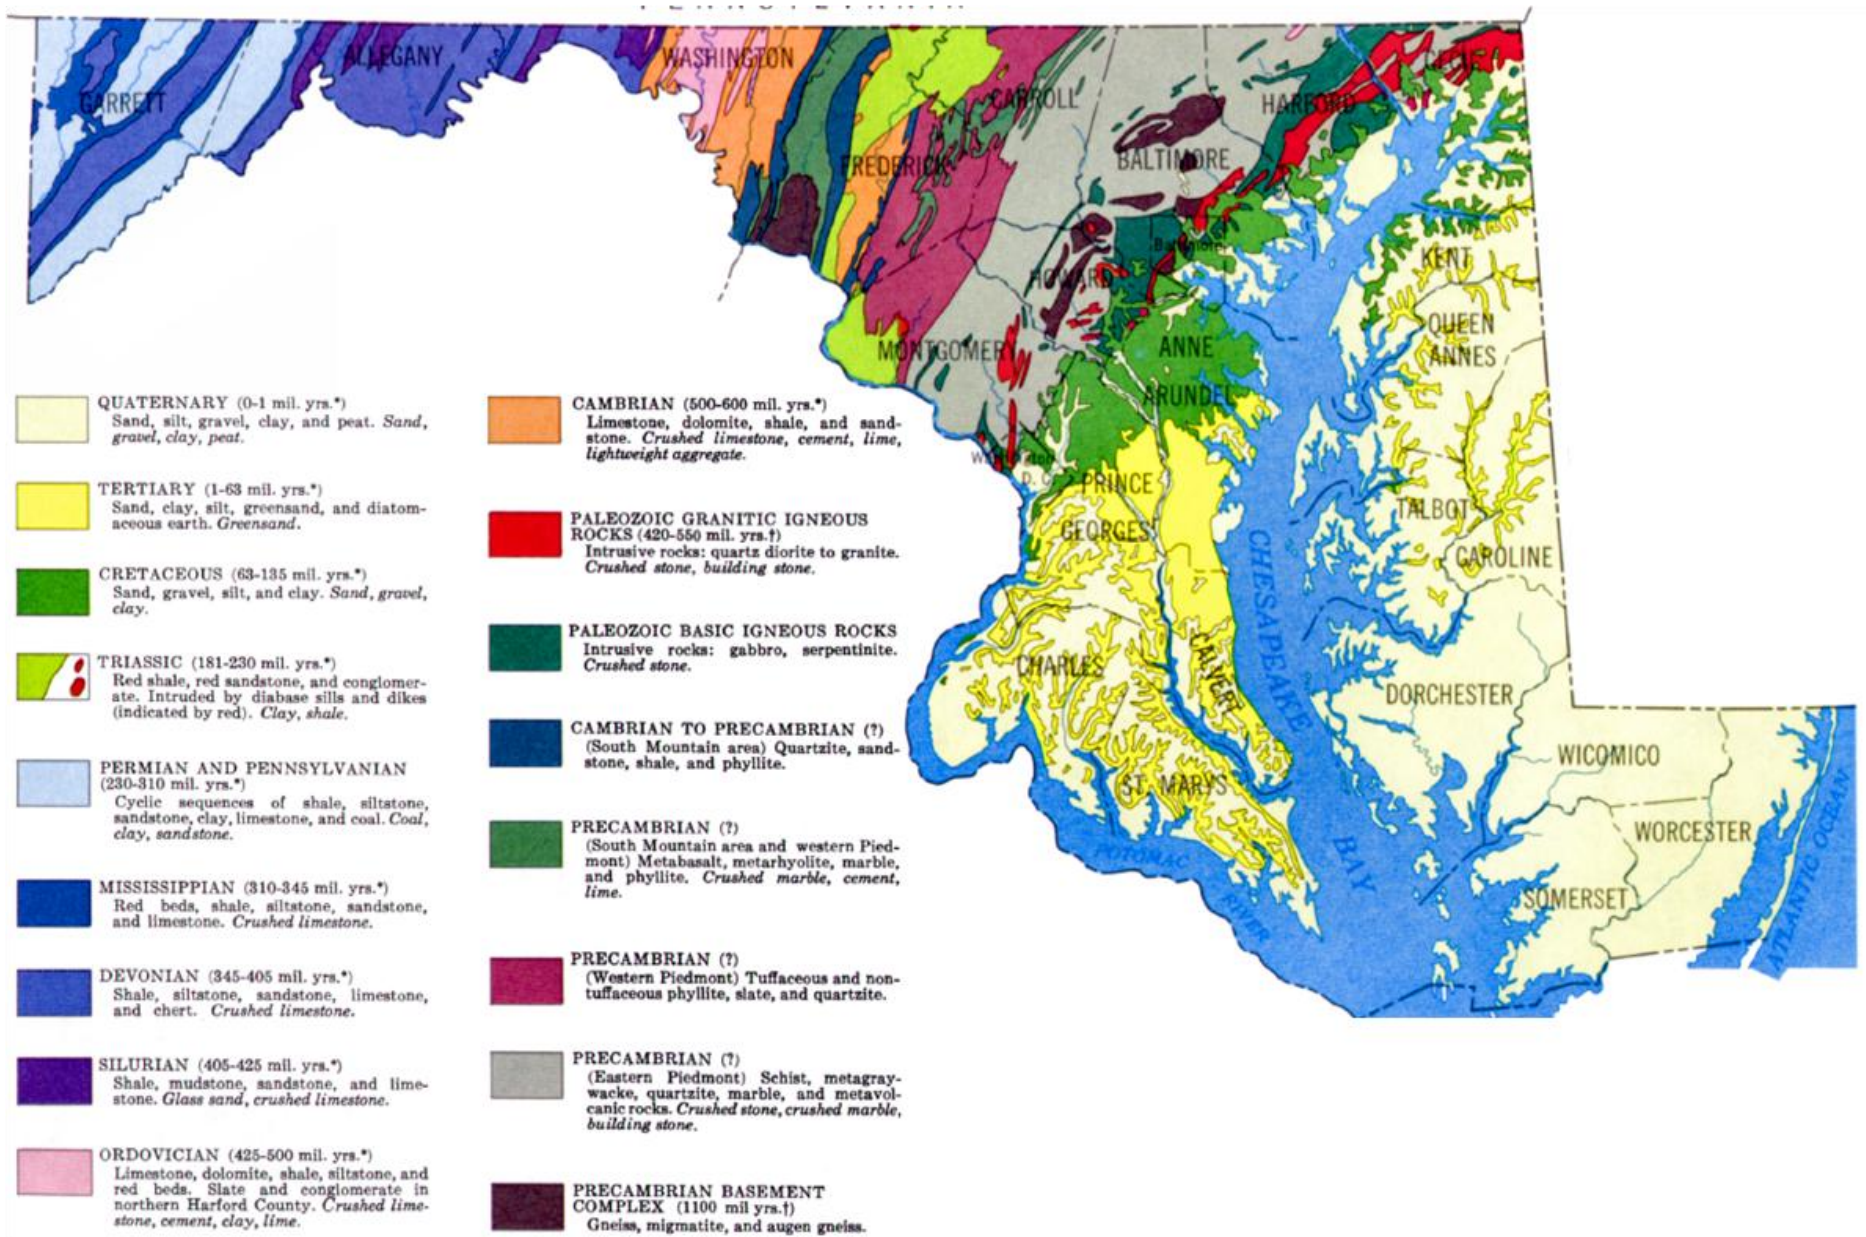 GARRETT
ALLEGANY
WASHINGTON
FREDERICK
CARROLL
BALTIMORE
HARFORD
CECIL
HOWARD
Baltimore
MONTGOMERY
KENT
QUEEN
ANNES
ANNE
ARUNDEL
Washington
D. C.
PRINCE
GEORGES
TALBOT
CAROLINE
CHARLES
CALVERT
ST. MARYS
DORCHESTER
WICOMICO
WORCESTER
SOMERSET
CHESAPEAKE
BAY
POTOMAC
RIVER
ATLANTIC OCEAN
QUATERNARY (0-1 mil. yrs.*)
Sand, silt, gravel, clay, and peat. Sand,
gravel, clay, peat.
TERTIARY (1-63 mil. yrs.*)
Sand, clay, silt, greensand, and diatom-
aceous earth. Greensand.
CRETACEOUS (63-135 mil. yrs.*)
Sand, gravel, silt, and clay. Sand, gravel,
clay.
TRIASSIC (181-230 mil. yrs.*)
Red shale, red sandstone, and conglomer-
ate. Intruded by diabase sills and dikes
(indicated by red). Clay, shale.
PERMIAN AND PENNSYLVANIAN
(230-310 mil. yrs.*)
Cyclic sequences of shale, siltstone,
sandstone, clay, limestone, and coal. Coal,
clay, sandstone.
MISSISSIPPIAN (310-345 mil. yrs.*)
Red beds, shale, siltstone, sandstone,
and limestone. Crushed limestone.
DEVONIAN (345-405 mil. yrs.*)
Shale, siltstone, sandstone, limestone,
and chert. Crushed limestone.
SILURIAN (405-425 mil. yrs.*)
Shale, mudstone, sandstone, and lime-
stone. Glass sand, crushed limestone.
ORDOVICIAN (425-500 mil. yrs.*)
Limestone, dolomite, shale, siltstone, and
red beds. Slate and conglomerate in
northern Harford County. Crushed lime-
stone, cement, clay, lime.
CAMBRIAN (500-600 mil. yrs.*)
Limestone, dolomite, shale, and sand-
stone. Crushed limestone, cement, lime,
lightweight aggregate.
PALEOZOIC GRANITIC IGNEOUS
ROCKS (420-550 mil. yrs.†)
Intrusive rocks: quartz diorite to granite.
Crushed stone, building stone.
PALEOZOIC BASIC IGNEOUS ROCKS
Intrusive rocks: gabbro, serpentinite.
Crushed stone.
CAMBRIAN TO PRECAMBRIAN (?)
(South Mountain area) Quartzite, sand-
stone, shale, and phyllite.
PRECAMBRIAN (?)
(South Mountain area and western Pied-
mont) Metabasalt, metarhyolite, marble,
and phyllite. Crushed marble, cement,
lime.
PRECAMBRIAN (?)
(Western Piedmont) Tuffaceous and non-
tuffaceous phyllite, slate, and quartzite.
PRECAMBRIAN (?)
(Eastern Piedmont) Schist, metagray-
wacke, quartzite, marble, and metavol-
canic rocks. Crushed stone, crushed marble,
building stone.
PRECAMBRIAN BASEMENT
COMPLEX (1100 mil yrs.†)
Gneiss, migmatite, and augen gneiss.